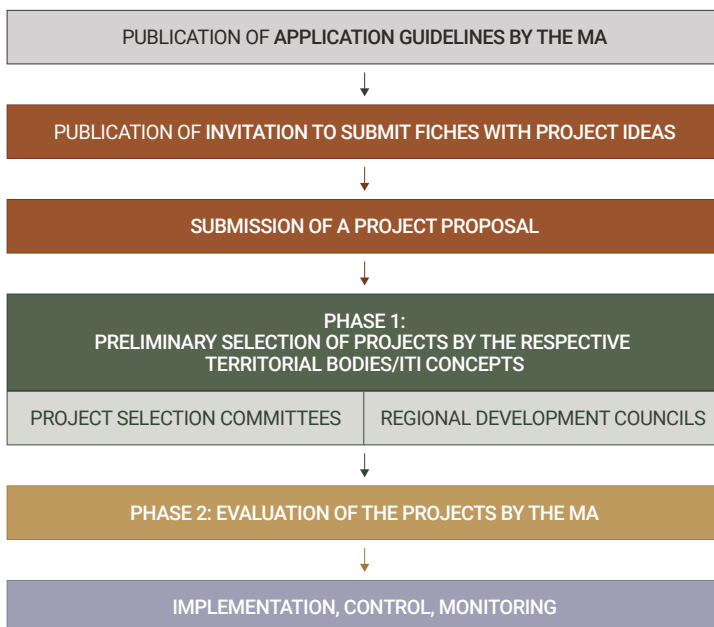 PUBLICATION OF APPLICATION GUIDELINES BY THE MA
PUBLICATION OF INVITATION TO SUBMIT FICHES WITH PROJECT IDEAS
SUBMISSION OF A PROJECT PROPOSAL
PHASE 1:
PRELIMINARY SELECTION OF PROJECTS BY THE RESPECTIVE
TERRITORIAL BODIES/ITI CONCEPTS
PROJECT SELECTION COMMITTEES
REGIONAL DEVELOPMENT COUNCILS
PHASE 2: EVALUATION OF THE PROJECTS BY THE MA
IMPLEMENTATION, CONTROL, MONITORING